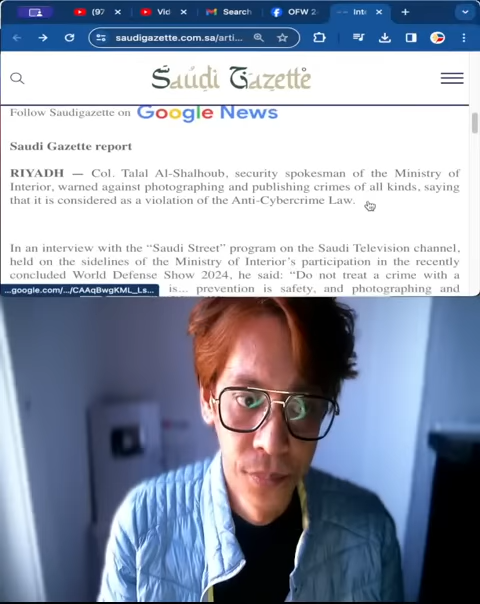 (97
Vid
Search
OFW 2
Inte
saudigazette.com.sa/arti...
Saudi Gazette
Follow Saudigazette on Google News
Saudi Gazette report
RIYADH — Col. Talal Al-Shalhoub, security spokesman of the Ministry of
Interior, warned against photographing and publishing crimes of all kinds, saying
that it is considered as a violation of the Anti-Cybercrime Law.
In an interview with the “Saudi Street” program on the Saudi Television channel,
held on the sidelines of the Ministry of Interior’s participation in the recently
concluded World Defense Show 2024, he said: “Do not treat a crime with a
is... prevention is safety, and photographing and
...google.com/.../CAAqBwgKML_Ls...